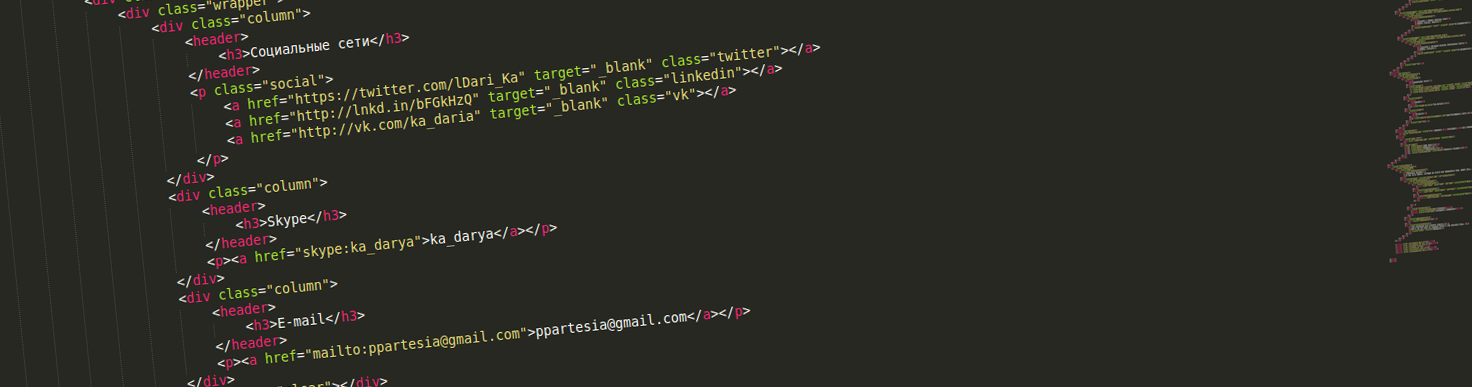 <div class="wrapper">
<div class="column">
<header>
<h3>Социальные сети</h3>
</header>
<p class="social">
<a href="https://twitter.com/lDari_Ka" target="_blank" class="twitter"></a>
<a href="http://lnkd.in/bFGkHzQ" target="_blank" class="linkedin"></a>
<a href="http://vk.com/ka_daria" target="_blank" class="vk"></a>
</p>
</div>
<div class="column">
<header>
<h3>Skype</h3>
</header>
<p><a href="skype:ka_darya">ka_darya</a></p>
</div>
<div class="column">
<header>
<h3>E-mail</h3>
</header>
<p><a href="mailto:ppartesia@gmail.com">ppartesia@gmail.com</a></p>
</div>
"></div>